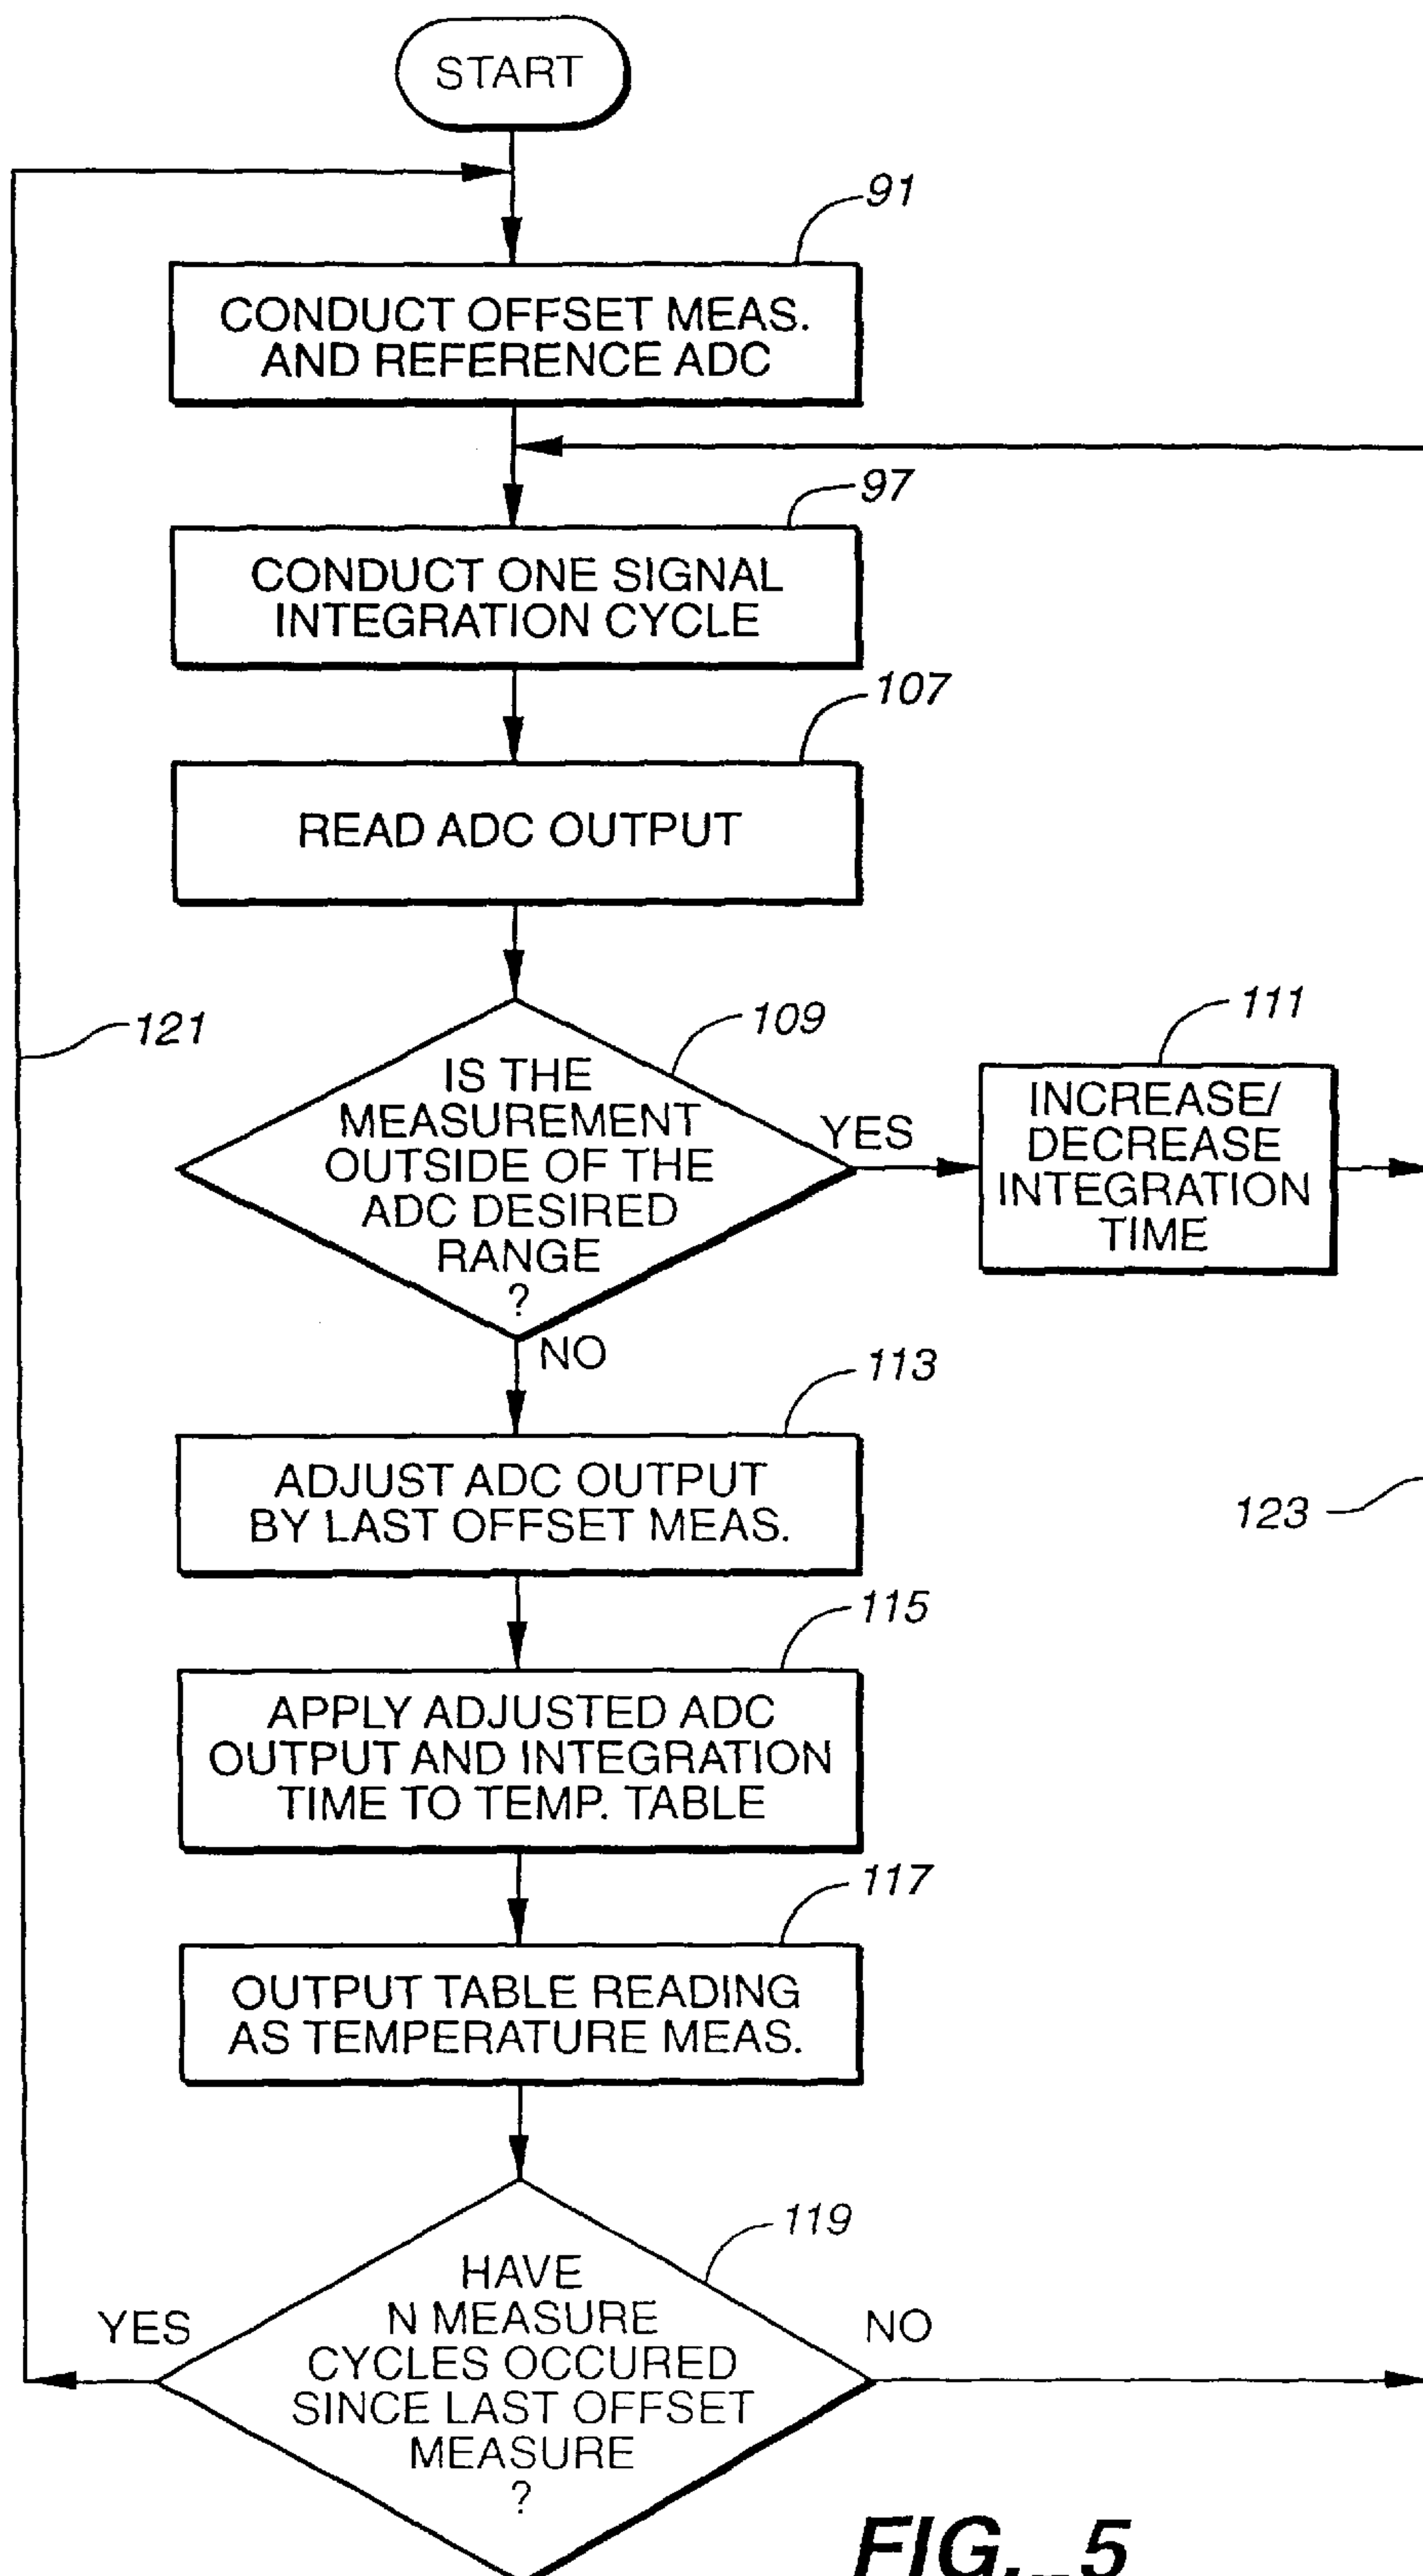 START
91
CONDUCT OFFSET MEAS.
AND REFERENCE ADC
97
CONDUCT ONE SIGNAL
INTEGRATION CYCLE
107
READ ADC OUTPUT
121
109
IS THE
MEASUREMENT
OUTSIDE OF THE
ADC DESIRED
RANGE
?
YES
111
INCREASE/
DECREASE
INTEGRATION
TIME
NO
113
ADJUST ADC OUTPUT
BY LAST OFFSET MEAS.
123
115
APPLY ADJUSTED ADC
OUTPUT AND INTEGRATION
TIME TO TEMP. TABLE
117
OUTPUT TABLE READING
AS TEMPERATURE MEAS.
119
HAVE
N MEASURE
CYCLES OCCURED
SINCE LAST OFFSET
MEASURE
?
YES
NO
FIG._5